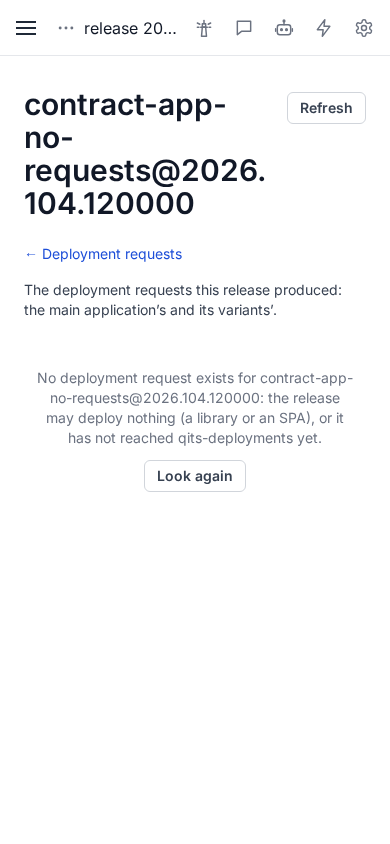 release 20...
contract-app-
no-
requests@2026.
104.120000
Refresh
← Deployment requests
The deployment requests this release produced:
the main application’s and its variants’.
No deployment request exists for contract-app-
no-requests@2026.104.120000: the release
may deploy nothing (a library or an SPA), or it
has not reached qits-deployments yet.
Look again